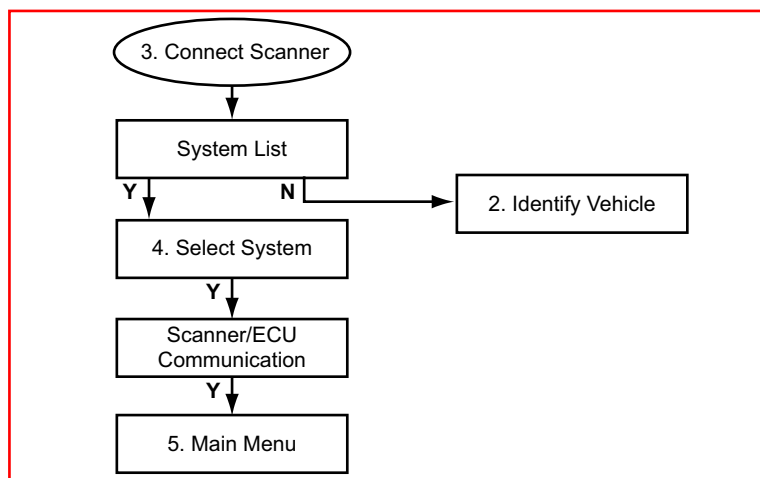 3. Connect Scanner
System List
Y
N
2. Identify Vehicle
4. Select System
Y
Scanner/ECU
Communication
Y
5. Main Menu